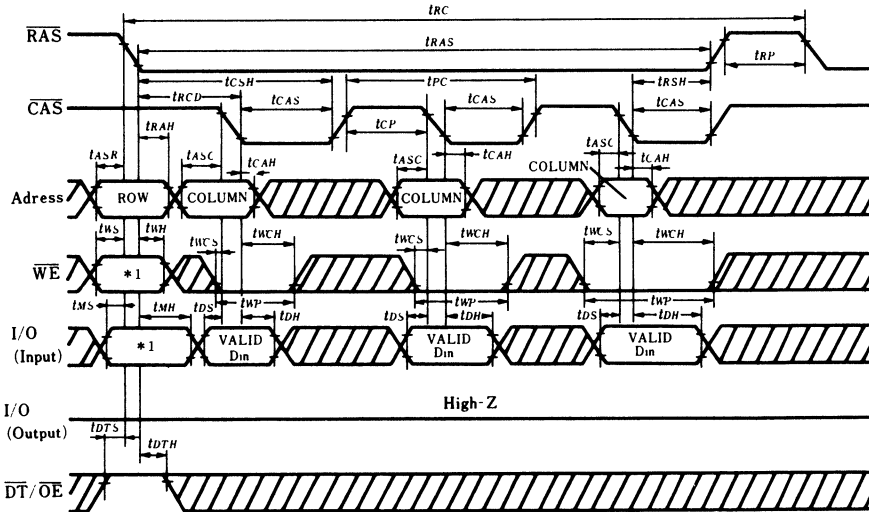 tRC
RAS
tRAS
tCSH
tPC
tRSH
tRP
tRCD
tCAS
tCAS
tCAS
CAS
tRAH
tCP
tASR
tASC
tCAH
tASC
tCAH
tASC
tCAH
COLUMN
Adress
ROW
COLUMN
COLUMN
tWS
tWH
tWCS
tWCH
tWCS
tWCH
tWCS
tWCH
WE
*1
tMS
tMH
tDS
tWP
tDH
tDS
tWP
tDH
tDS
tWP
tDH
I/O
(Input)
*1
VALID
Din
VALID
Din
VALID
Din
I/O
(Output)
High-Z
tDTS
tDTH
DT/OE